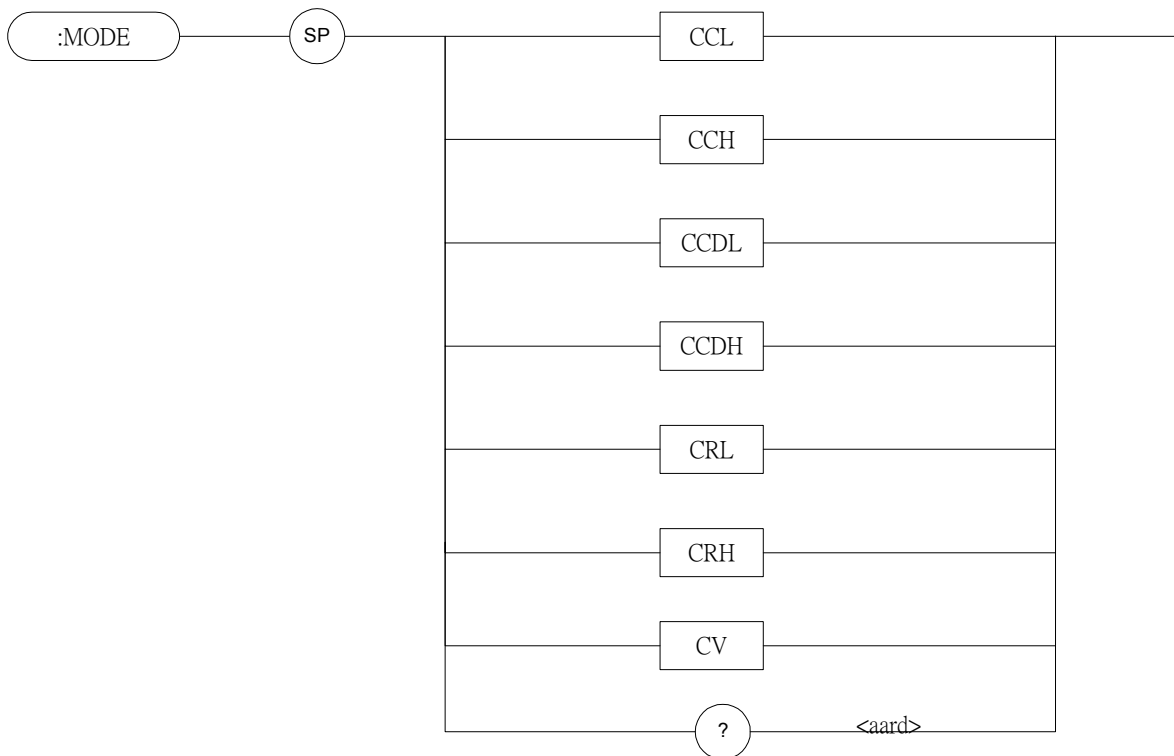 :MODE SP CCL
CCH
CCDL
CCDH
CRL
CRH
CV
? <aard>